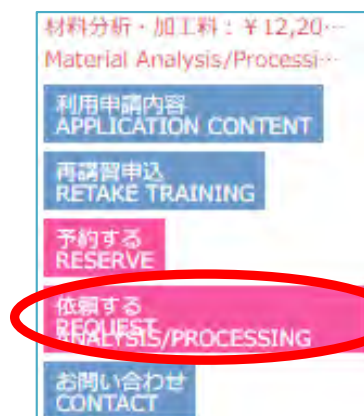 材料分析・加工料：￥12,20…
Material Analysis/Processi…
利用申請内容
APPLICATION CONTENT
再講習申込
RETAKE TRAINING
予約する
RESERVE
依頼する
REQUEST
ANALYSIS/PROCESSING
お問い合わせ
CONTACT